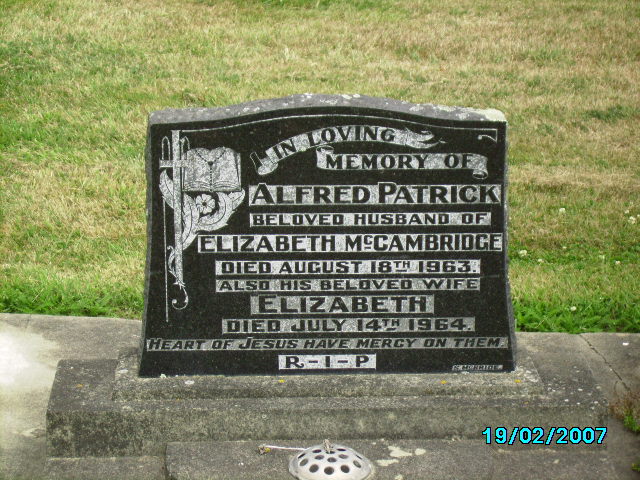 IN LOVING
MEMORY OF
ALFRED PATRICK
BELOVED HUSBAND OF
ELIZABETH McCAMBRIDGE
DIED AUGUST 18TH 1963.
ALSO HIS BELOVED WIFE
ELIZABETH
DIED JULY 14TH 1964.
HEART OF JESUS HAVE MERCY ON THEM.
R-I-P
S. McBRIDE.
19/02/2007